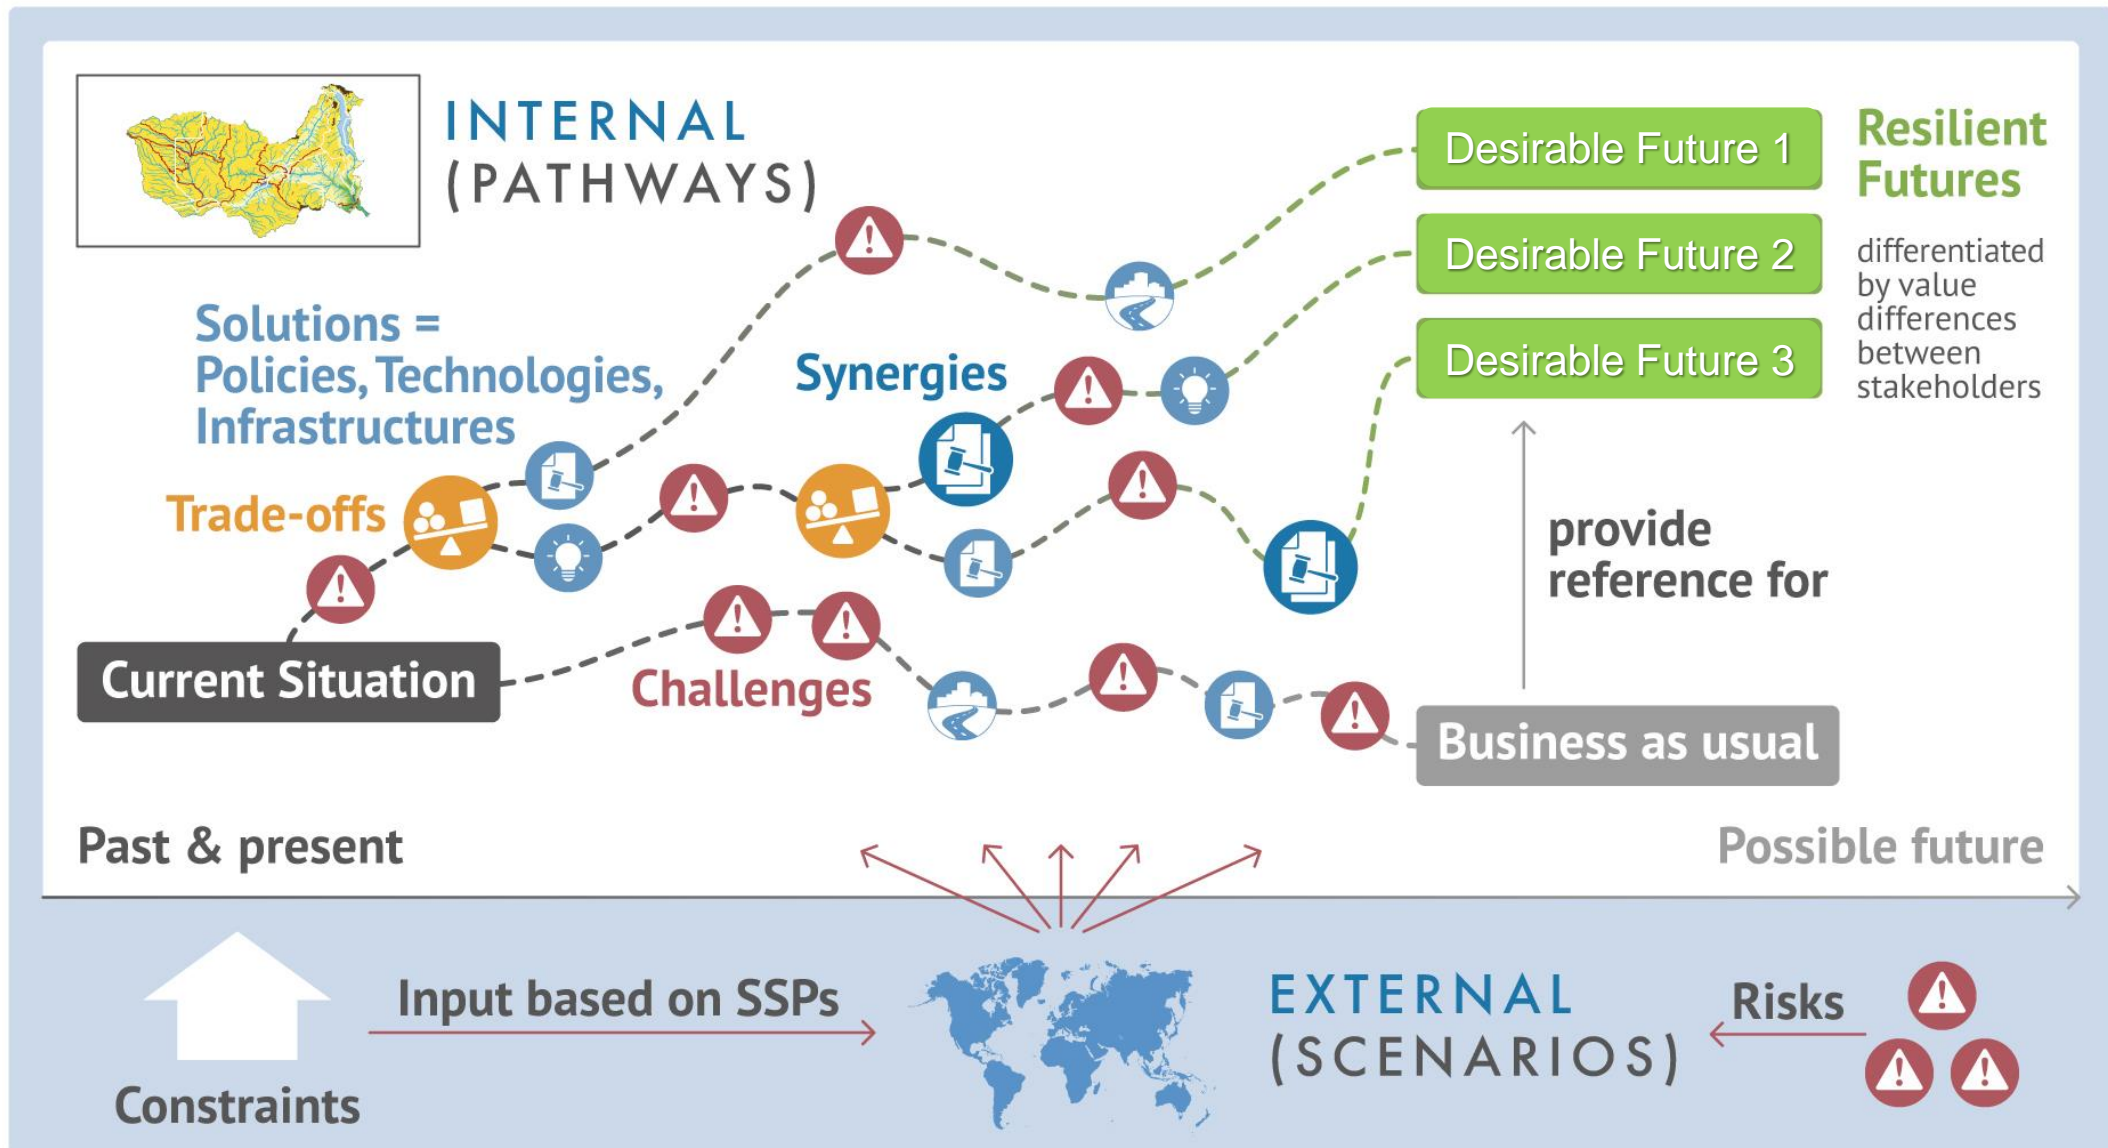 INTERNAL
(PATHWAYS)
Desirable Future 1
Desirable Future 2
Desirable Future 3
Resilient
Futures
differentiated
by value
differences
between
stakeholders
Solutions =
Policies, Technologies,
Infrastructures
Synergies
Trade-offs
provide
reference for
Current Situation
Challenges
Business as usual
Past & present
Possible future
Input based on SSPs
EXTERNAL
(SCENARIOS)
Risks
Constraints